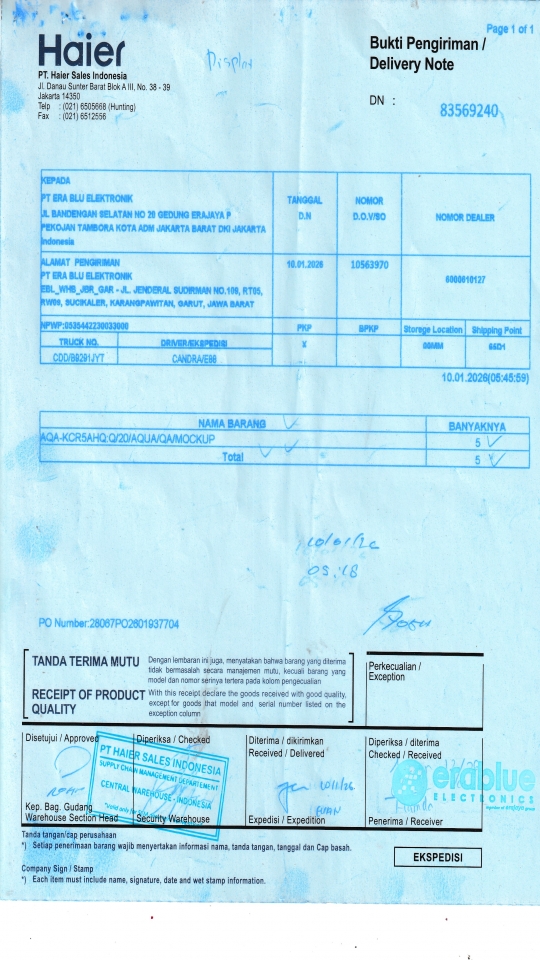 Page 1 of 1
Haier
Display
Bukti Pengiriman /
Delivery Note
PT. Haier Sales Indonesia
Jl. Danau Sunter Barat Blok A III, No. 38 - 39
Jakarta 14350
Telp : (021) 6505668 (Hunting)
Fax : (021) 6512556
DN : 83569240
KEPADA
PT ERA BLU ELEKTRONIK
JL BANDENGAN SELATAN NO 20 GEDUNG ERAJAYA P
PEKOJAN TAMBORA KOTA ADM JAKARTA BARAT DKI JAKARTA
Indonesia
TANGGAL
D.N
NOMOR
D.O.V/SO
NOMOR DEALER
ALAMAT PENGIRIMAN
PT ERA BLU ELEKTRONIK
EBL_WHB_JBR_GAR - JL. JENDERAL SUDIRMAN NO.109, RT05,
RW09, SUCIKALER, KARANGPAWITAN, GARUT, JAWA BARAT
10.01.2026
10563970
6000610127
NPWP:0535442230033000
PKP
BPKP
Storege Location
Shipping Point
TRUCK NO.
DRIVER/EKSPEDISI
X
00MM
CDD/B9291JYT
CANDRA/E98
10.01.2026(05:45:59)
NAMA BARANG
BANYAKNYA
AQA-KCR5AHQ:Q/20/AQUA/QA/MOCKUP
5
Total
5
10/01/26
05:18
PO Number:28067PO2601937704
TANDA TERIMA MUTU
Dengan lembaran ini juga, menyatakan bahwa barang yang diterima
tidak bermasalah secara manajemen mutu, kecuali barang yang
model dan nomor serinya tertera pada kolom pengecualian
RECEIPT OF PRODUCT
QUALITY
With this receipt declare the goods received with good quality,
except for goods that model and serial number listed on the
exception column
Perkecualian /
Exception
Disetujui / Approved
Diperiksa / Checked
Diterima / dikirimkan
Received / Delivered
Diperiksa / diterima
Checked / Received
PT HAIER SALES INDONESIA
SUPPLY CHAIN MANAGEMENT DEPARTEMENT
CENTRAL WAREHOUSE - INDONESIA
10/1/26
erablue
ELECTRONICS
Kep. Bag. Gudang
Warehouse Section Head
Security Warehouse
Expedisi / Expedition
Penerima / Receiver
Tanda tangan/cap perusahaan
*) Setiap penerimaan barang wajib menyertakan informasi nama, tanda tangan, tanggal dan Cap basah.
EKSPEDISI
Company Sign / Stamp
*) Each item must include name, signature, date and wet stamp information.